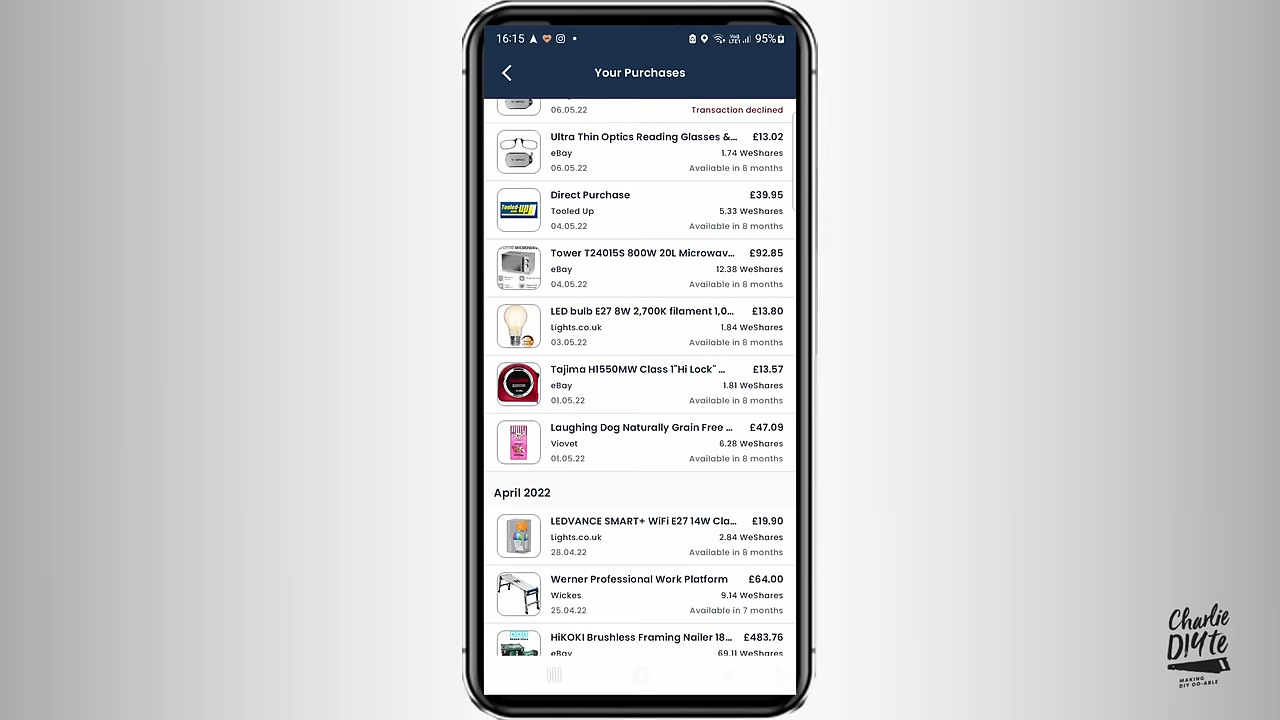 16:15
95%
Your Purchases
06.05.22
Transaction declined
Ultra Thin Optics Reading Glasses &... £13.02
eBay 1.74 WeShares
06.05.22 Available in 8 months
Direct Purchase £39.95
Tooled Up 5.33 WeShares
04.05.22 Available in 8 months
Tower T24015S 800W 20L Microwav... £92.85
eBay 12.38 WeShares
04.05.22 Available in 8 months
LED bulb E27 8W 2,700K filament 1,0... £13.80
Lights.co.uk 1.84 WeShares
03.05.22 Available in 8 months
Tajima H1550MW Class 1"Hi Lock" ... £13.57
eBay 1.81 WeShares
01.05.22 Available in 8 months
Laughing Dog Naturally Grain Free ... £47.09
Viovet 6.28 WeShares
01.05.22 Available in 8 months
April 2022
LEDVANCE SMART+ WiFi E27 14W Cla... £19.90
Lights.co.uk 2.84 WeShares
28.04.22 Available in 8 months
Werner Professional Work Platform £64.00
Wickes 9.14 WeShares
25.04.22 Available in 7 months
HiKOKI Brushless Framing Nailer 18... £483.76
eBay 69.11 WeShares
Charlie
DIYte
MAKING
DIY DO-ABLE